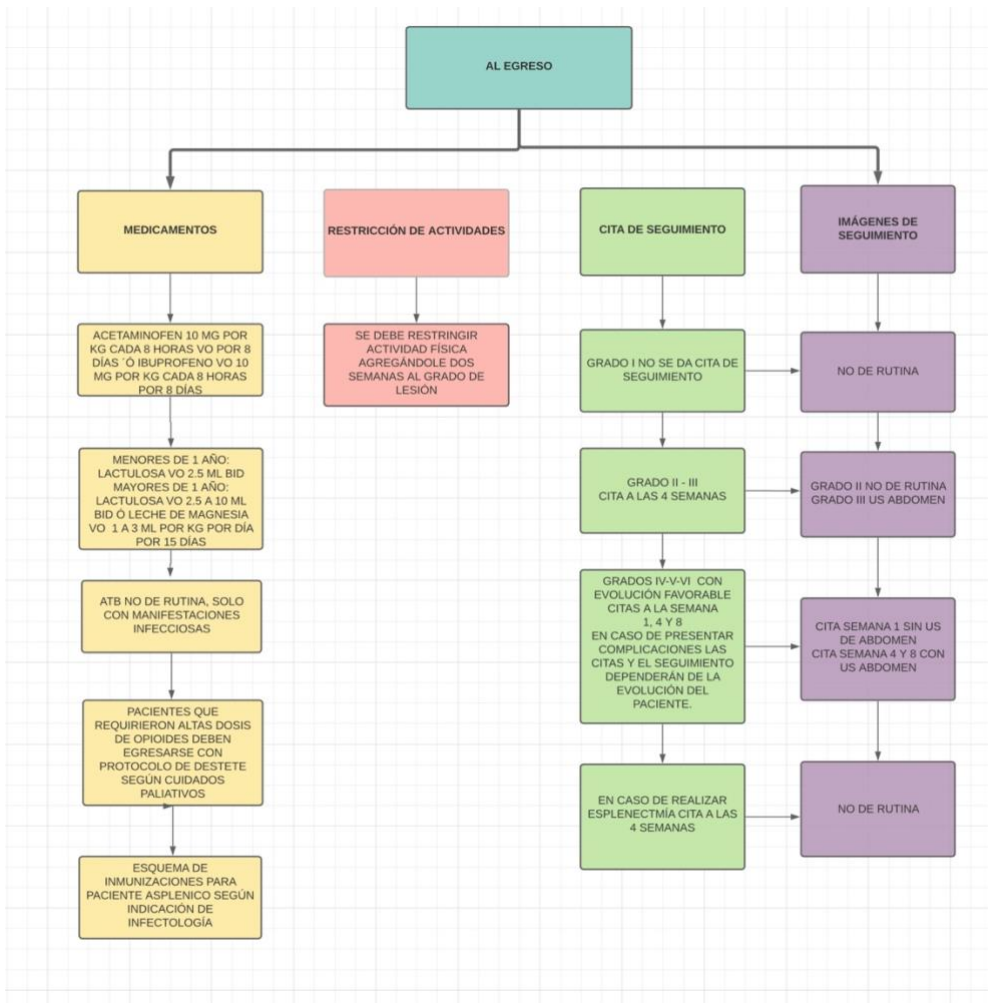 AL EGRESO
MEDICAMENTOS
ACETAMINOFEN 10 MG POR
KG CADA 8 HORAS VO POR 8
DÍAS ´Ó IBUPROFENO VO 10
MG POR KG CADA 8 HORAS
POR 8 DÍAS
MENORES DE 1 AÑO:
LACTULOSA VO 2.5 ML BID
MAYORES DE 1 AÑO:
LACTULOSA VO 2.5 A 10 ML
BID Ó LECHE DE MAGNESIA
VO 1 A 3 ML POR KG POR DÍA
POR 15 DÍAS
ATB NO DE RUTINA, SOLO
CON MANIFESTACIONES
INFECCIOSAS
PACIENTES QUE
REQUIRIERON ALTAS DOSIS
DE OPIOIDES DEBEN
EGRESARSE CON
PROTOCOLO DE DESTETE
SEGÚN CUIDADOS
PALIATIVOS
ESQUEMA DE
INMUNIZACIONES PARA
PACIENTE ASPLENICO SEGÚN
INDICACIÓN DE
INFECTOLOGÍA
RESTRICCIÓN DE ACTIVIDADES
SE DEBE RESTRINGIR
ACTIVIDAD FÍSICA
AGREGÁNDOLE DOS
SEMANAS AL GRADO DE
LESIÓN
CITA DE SEGUIMIENTO
GRADO I NO SE DA CITA DE
SEGUIMIENTO
GRADO II - III
CITA A LAS 4 SEMANAS
GRADOS IV-V-VI CON
EVOLUCIÓN FAVORABLE
CITAS A LA SEMANA
1, 4 Y 8
EN CASO DE PRESENTAR
COMPLICACIONES LAS
CITAS Y EL SEGUIMIENTO
DEPENDERÁN DE LA
EVOLUCIÓN DEL
PACIENTE.
EN CASO DE REALIZAR
ESPLENECTMÍA CITA A LAS
4 SEMANAS
IMÁGENES DE
SEGUIMIENTO
NO DE RUTINA
GRADO II NO DE RUTINA
GRADO III US ABDOMEN
CITA SEMANA 1 SIN US
DE ABDOMEN
CITA SEMANA 4 Y 8 CON
US ABDOMEN
NO DE RUTINA